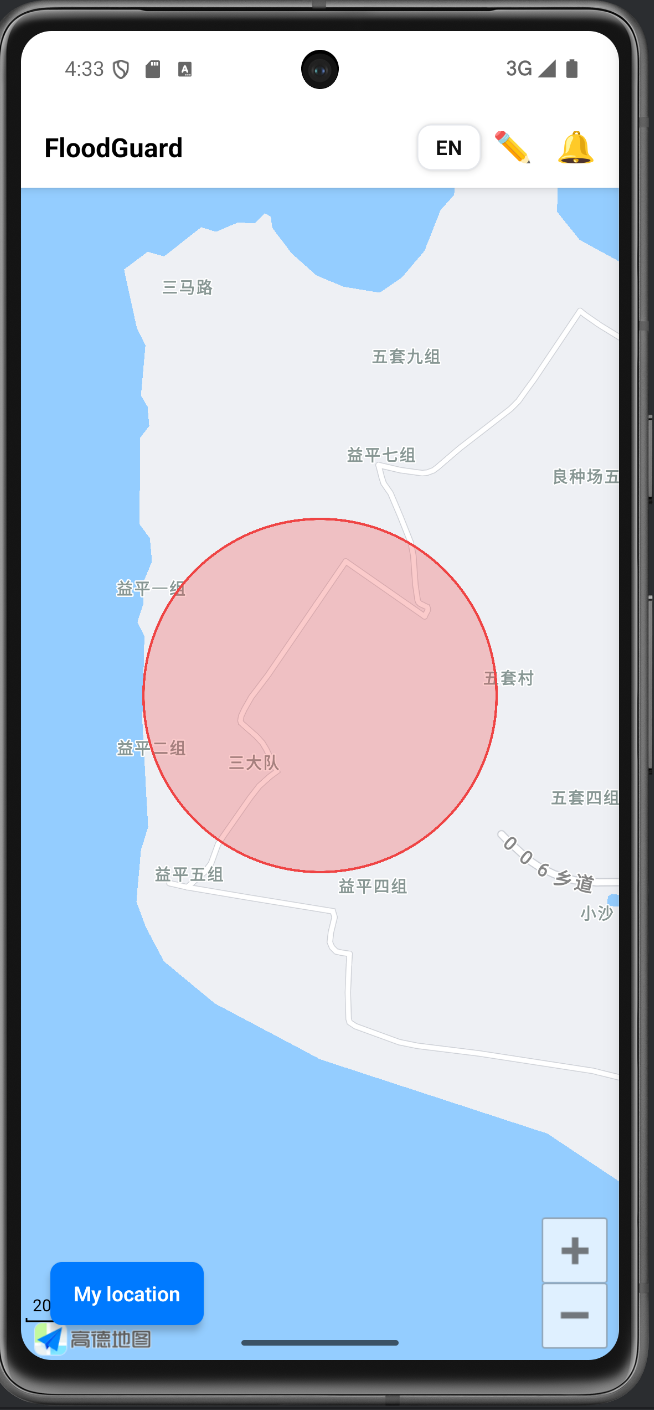 4:33
A
3G
FloodGuard
EN
三马路
五套九组
益平七组
良种场五
益平一组
五套村
益平二组
三大队
五套四组
006乡道
益平五组
益平四组
小沙
20
My location
高德地图